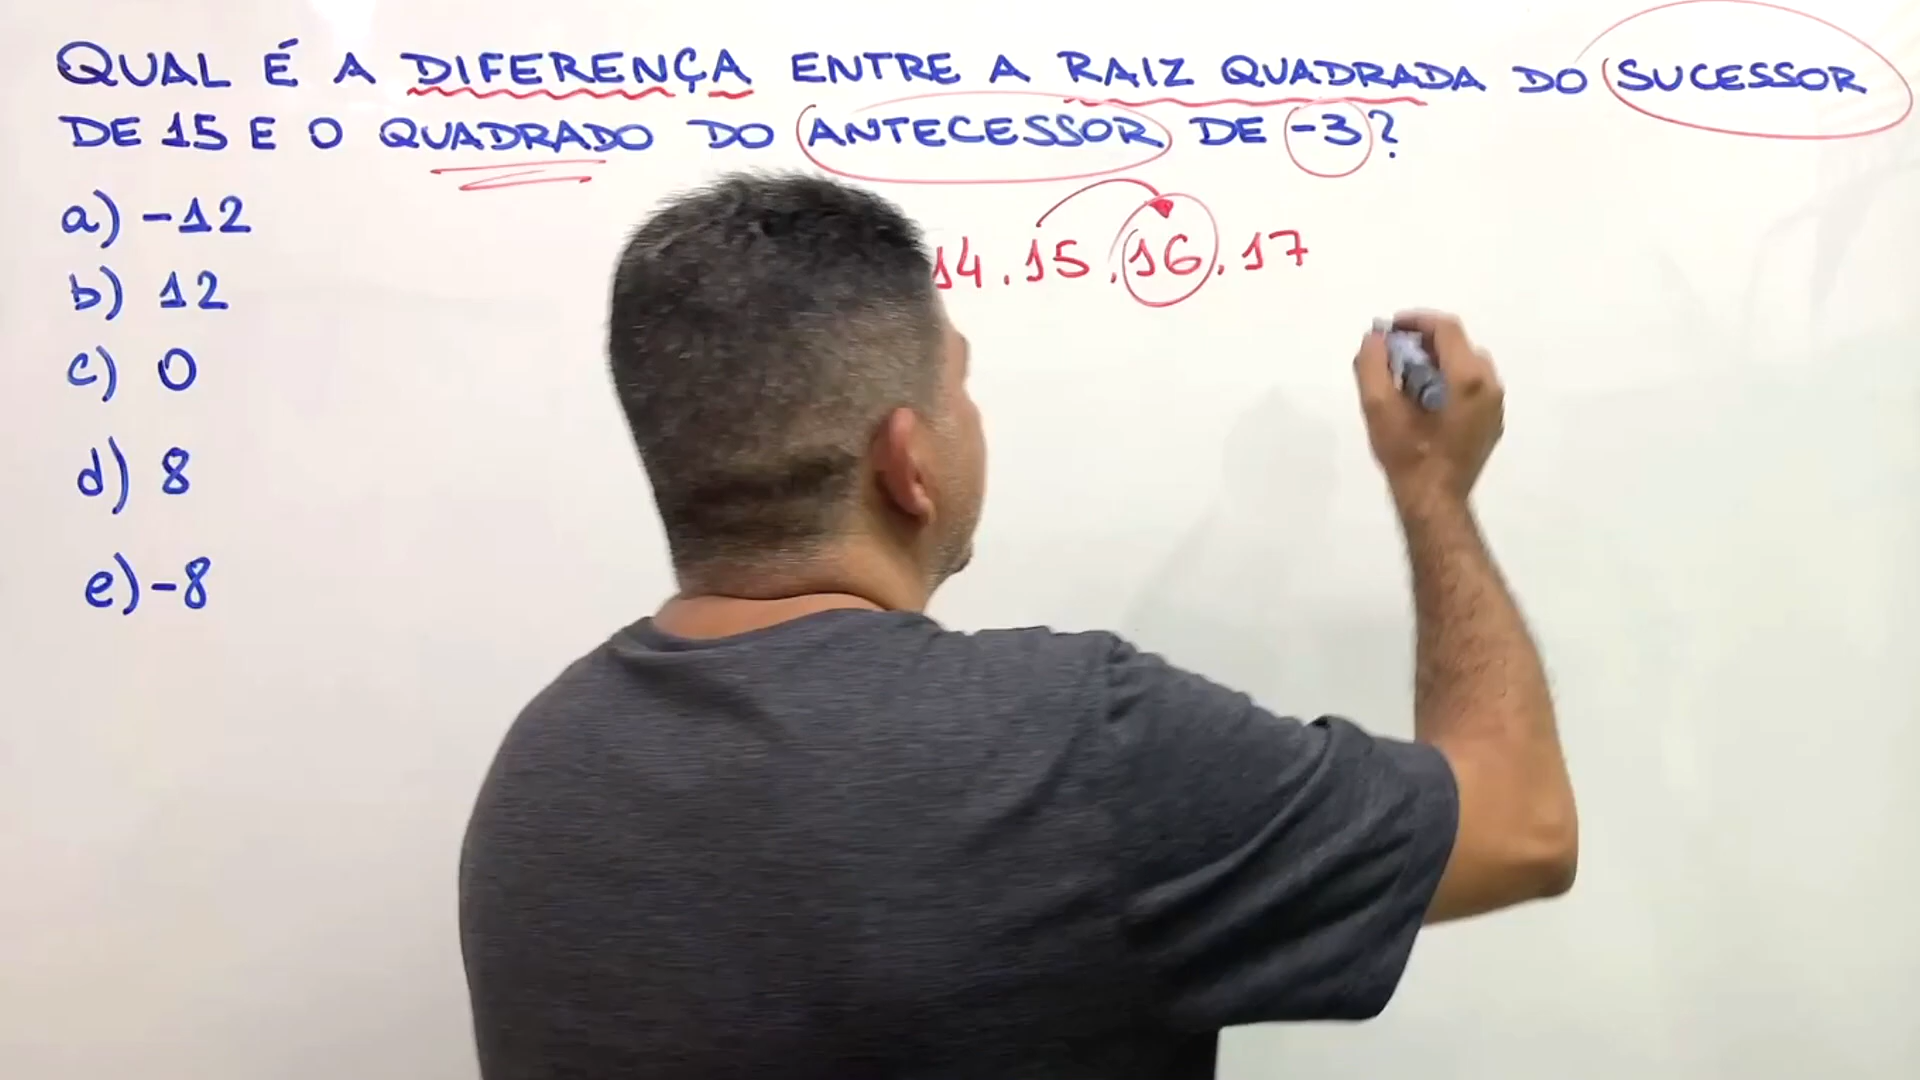 QUAL É A DIFERENÇA ENTRE A RAIZ QUADRADA DO SUCESSOR
DE 15 E O QUADRADO DO ANTECESSOR DE -3?
a) -12
b) 12
c) 0
d) 8
e) -8
14.15.16.17